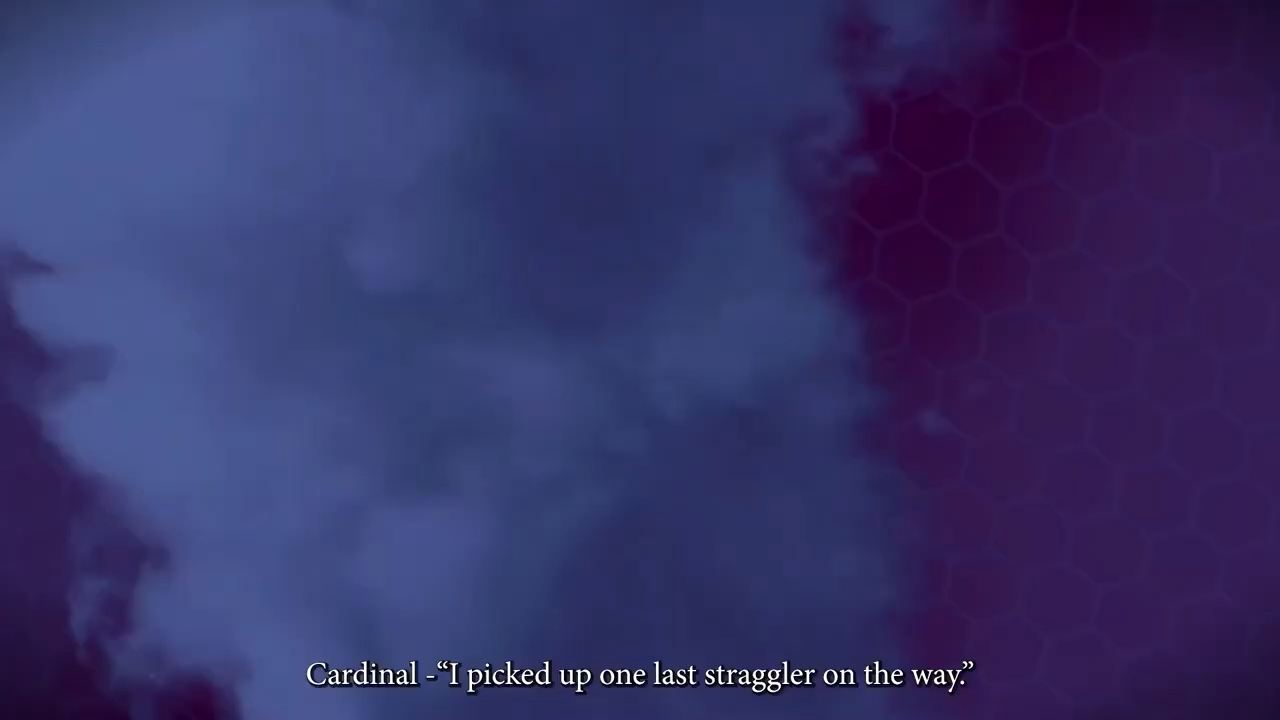 Cardinal -“I picked up one last straggler on the way.”